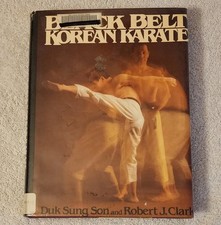 BLACK BELT
KOREAN KARATE
Duk Sung Son and Robert J. Clark